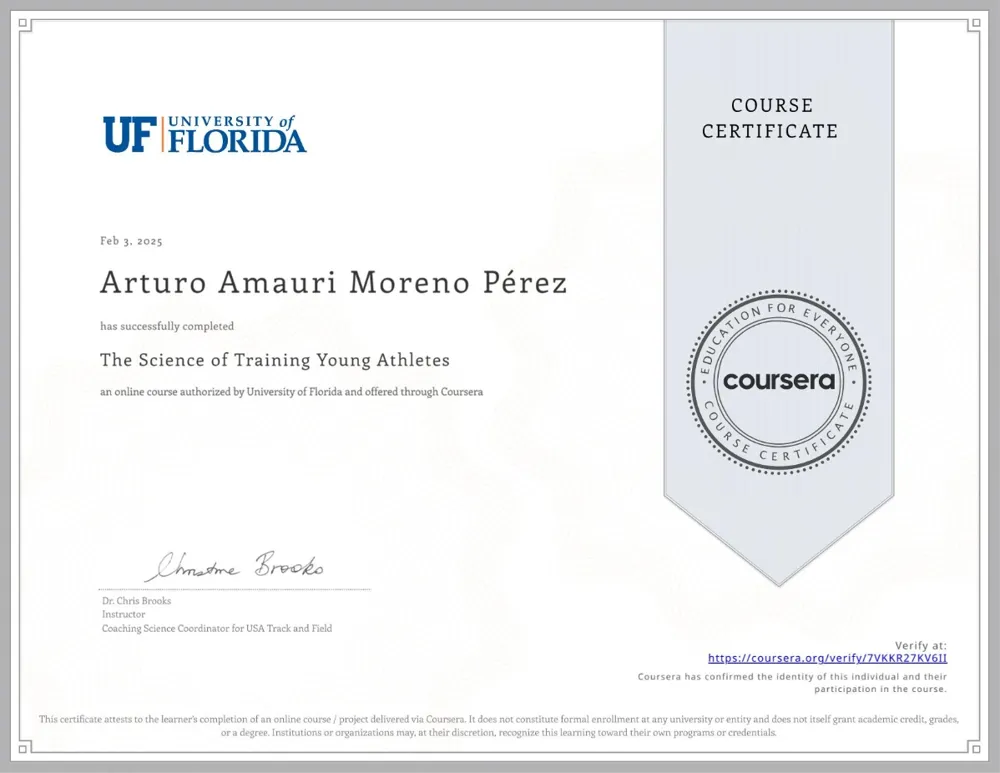 COURSE
CERTIFICATE
UF UNIVERSITY of
FLORIDA
Feb 3, 2025
Arturo Amauri Moreno Pérez
has successfully completed
The Science of Training Young Athletes
an online course authorized by University of Florida and offered through Coursera
EDUCATION FOR EVERYONE
coursera
COURSE CERTIFICATE
Christine Brooks
Dr. Chris Brooks
Instructor
Coaching Science Coordinator for USA Track and Field
Verify at:
https://coursera.org/verify/7VKKR27KV6II
Coursera has confirmed the identity of this individual and their
participation in the course.
This certificate attests to the learner's completion of an online course / project delivered via Coursera. It does not constitute formal enrollment at any university or entity and does not itself grant academic credit, grades,
or a degree. Institutions or organizations may, at their discretion, recognize this learning toward their own programs or credentials.